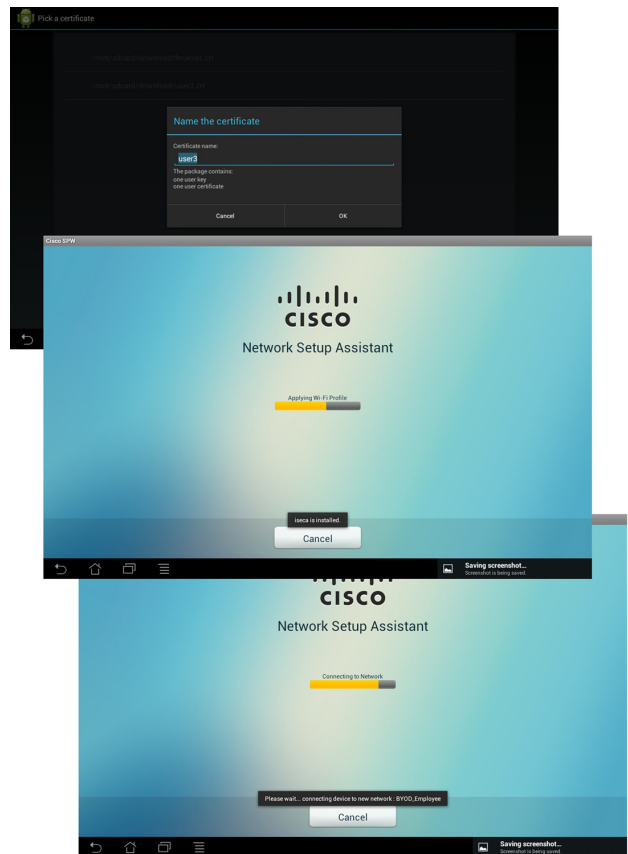 Pick a certificate
Name the certificate
Certificate name:
user3
The package contains:
one user key
one user certificate
Cancel
OK
Cisco SPW
CISCO
Network Setup Assistant
Applying Wi-Fi Profile
iseca is installed.
Cancel
Saving screenshot...
Screenshot is being saved.
CISCO
Network Setup Assistant
Connecting to Network
Please wait... connecting device to new network : BYOD_Employee
Cancel
Saving screenshot...
Screenshot is being saved.